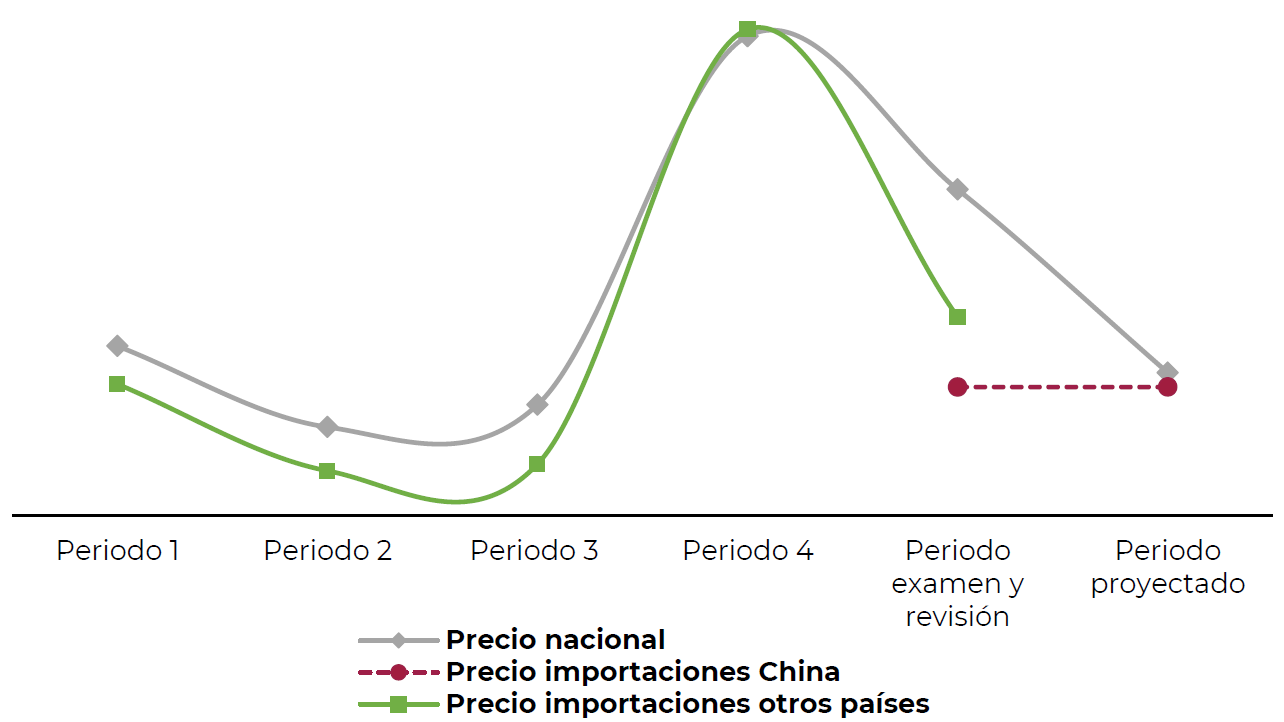 Periodo 1
Periodo 2
Periodo 3
Periodo 4
Periodo
examen y
revisión
Periodo
proyectado
Precio nacional
Precio importaciones China
Precio importaciones otros países